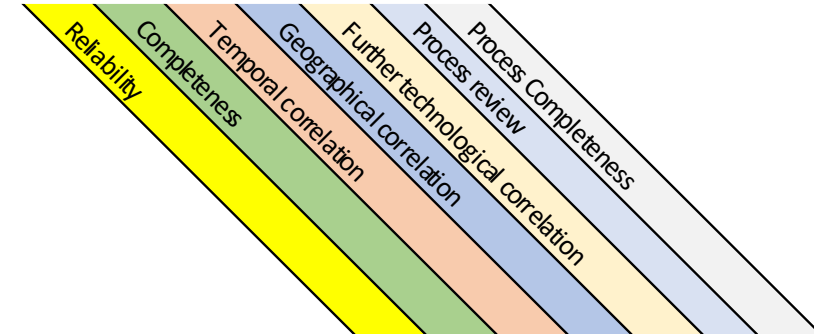 Reliability
Completeness
Temporal correlation
Geographical correlation
Further technological correlation
Process review
Process Completeness